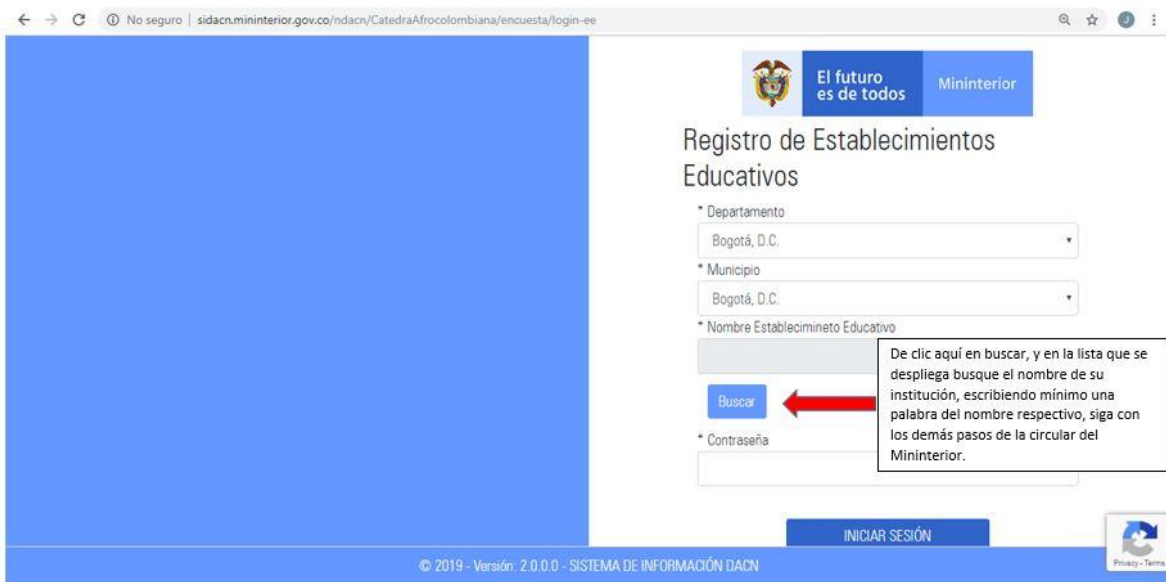 No seguro | sidacn.mininterior.gov.co/ndacn/CatedraAfrocolombiana/encuesta/login-ee
J
El futuro
es de todos
Mininterior
Registro de Establecimientos
Educativos
* Departamento
Bogotá, D.C.
* Municipio
Bogotá, D.C.
* Nombre Establecimineto Educativo
De clic aquí en buscar, y en la lista que se
despliega busque el nombre de su
institución, escribiendo mínimo una
palabra del nombre respectivo, siga con
los demás pasos de la circular del
Mininterior.
Buscar
* Contraseña
INICIAR SESIÓN
© 2019 - Versión: 2.0.0.0 - SISTEMA DE INFORMACIÓN DACN
Privacy - Terms